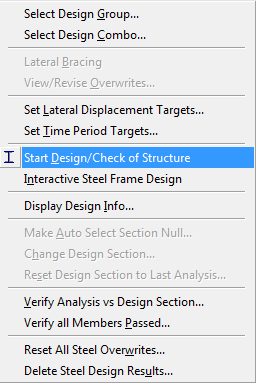 Select Design Group...
Select Design Combo...
Lateral Bracing
View/Revise Overwrites...
Set Lateral Displacement Targets...
Set Time Period Targets...
Start Design/Check of Structure
Interactive Steel Frame Design
Display Design Info...
Make Auto Select Section Null...
Change Design Section...
Reset Design Section to Last Analysis...
Verify Analysis vs Design Section...
Verify all Members Passed...
Reset All Steel Overwrites...
Delete Steel Design Results...